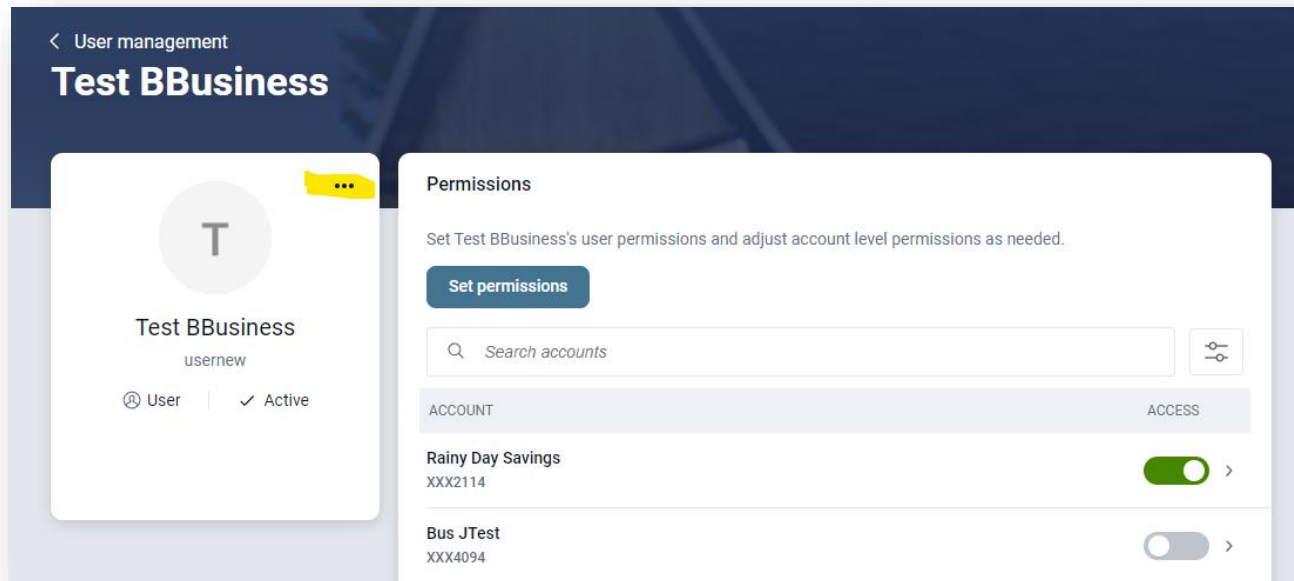 User management
Test BBusiness
T
Test BBusiness
usernew
User
Active
Permissions
Set Test BBusiness's user permissions and adjust account level permissions as needed.
Set permissions
Search accounts
ACCOUNT ACCESS
Rainy Day Savings
XXX2114
Bus JTest
XXX4094